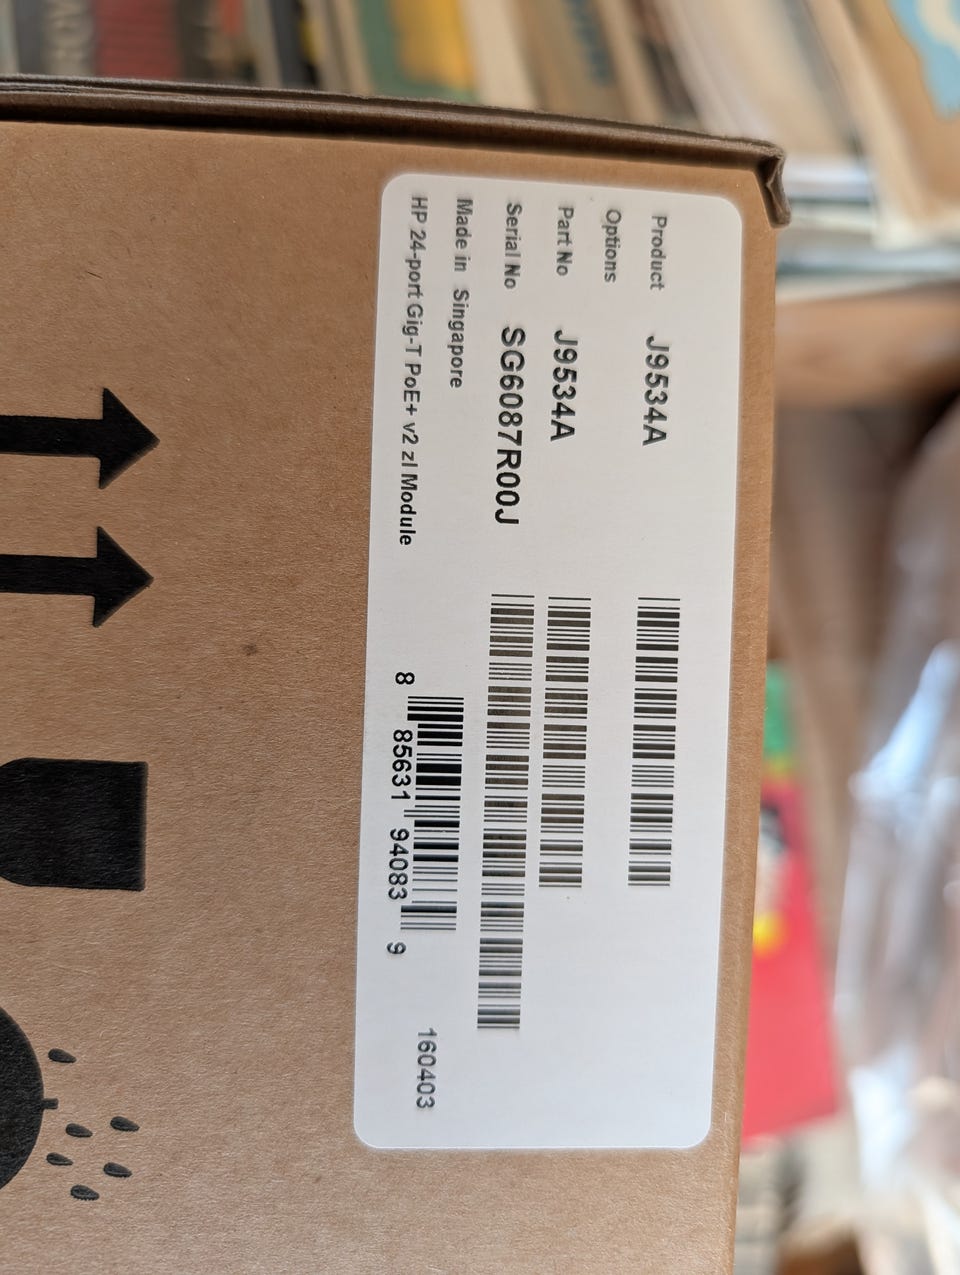 Product J9534A
Options
Part No J9534A
Serial No SG6087R00J
Made in Singapore
HP 24-port Gig-T PoE+ v2 zl Module
8 85631 94083 9
160403